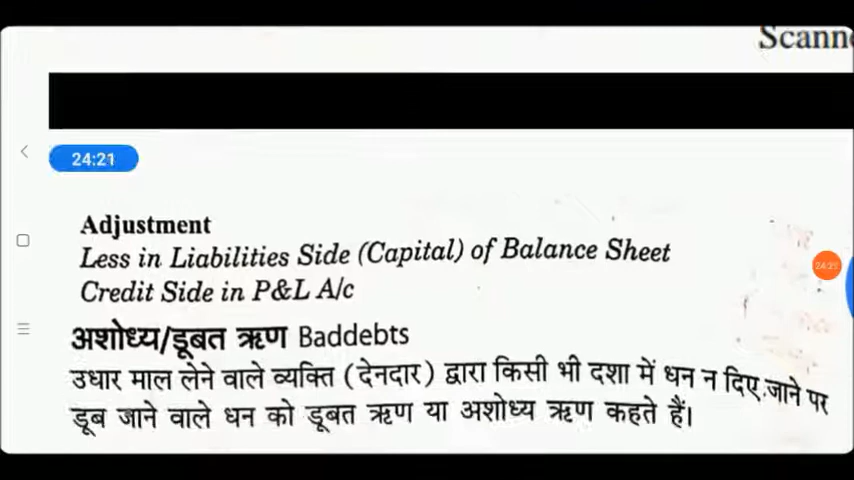 24:21
Adjustment
Less in Liabilities Side (Capital) of Balance Sheet
Credit Side in P&L A/c
अशोध्य/डूबत ऋण Baddebts
उधार माल लेने वाले व्यक्ति (देनदार) द्वारा किसी भी दशा में धन न दिए जाने पर
डूब जाने वाले धन को डूबत ऋण या अशोध्य ऋण कहते हैं।